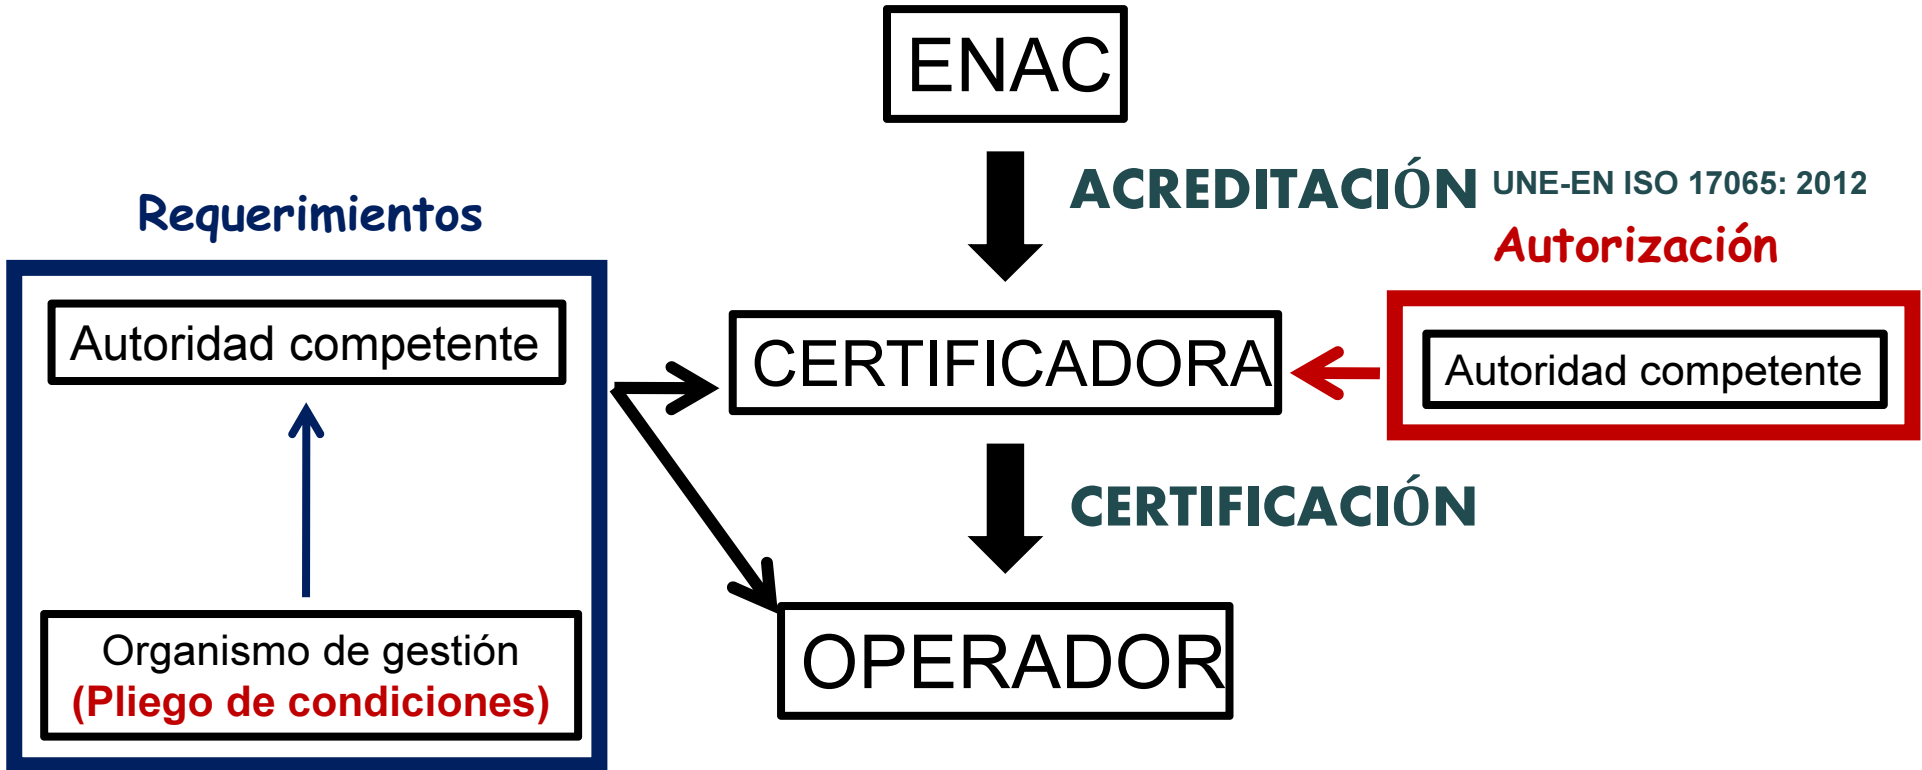 ENAC
ACREDITACIÓN UNE-EN ISO 17065: 2012
Requerimientos
Autorización
Autoridad competente
CERTIFICADORA
Autoridad competente
CERTIFICACIÓN
Organismo de gestión
(Pliego de condiciones)
OPERADOR